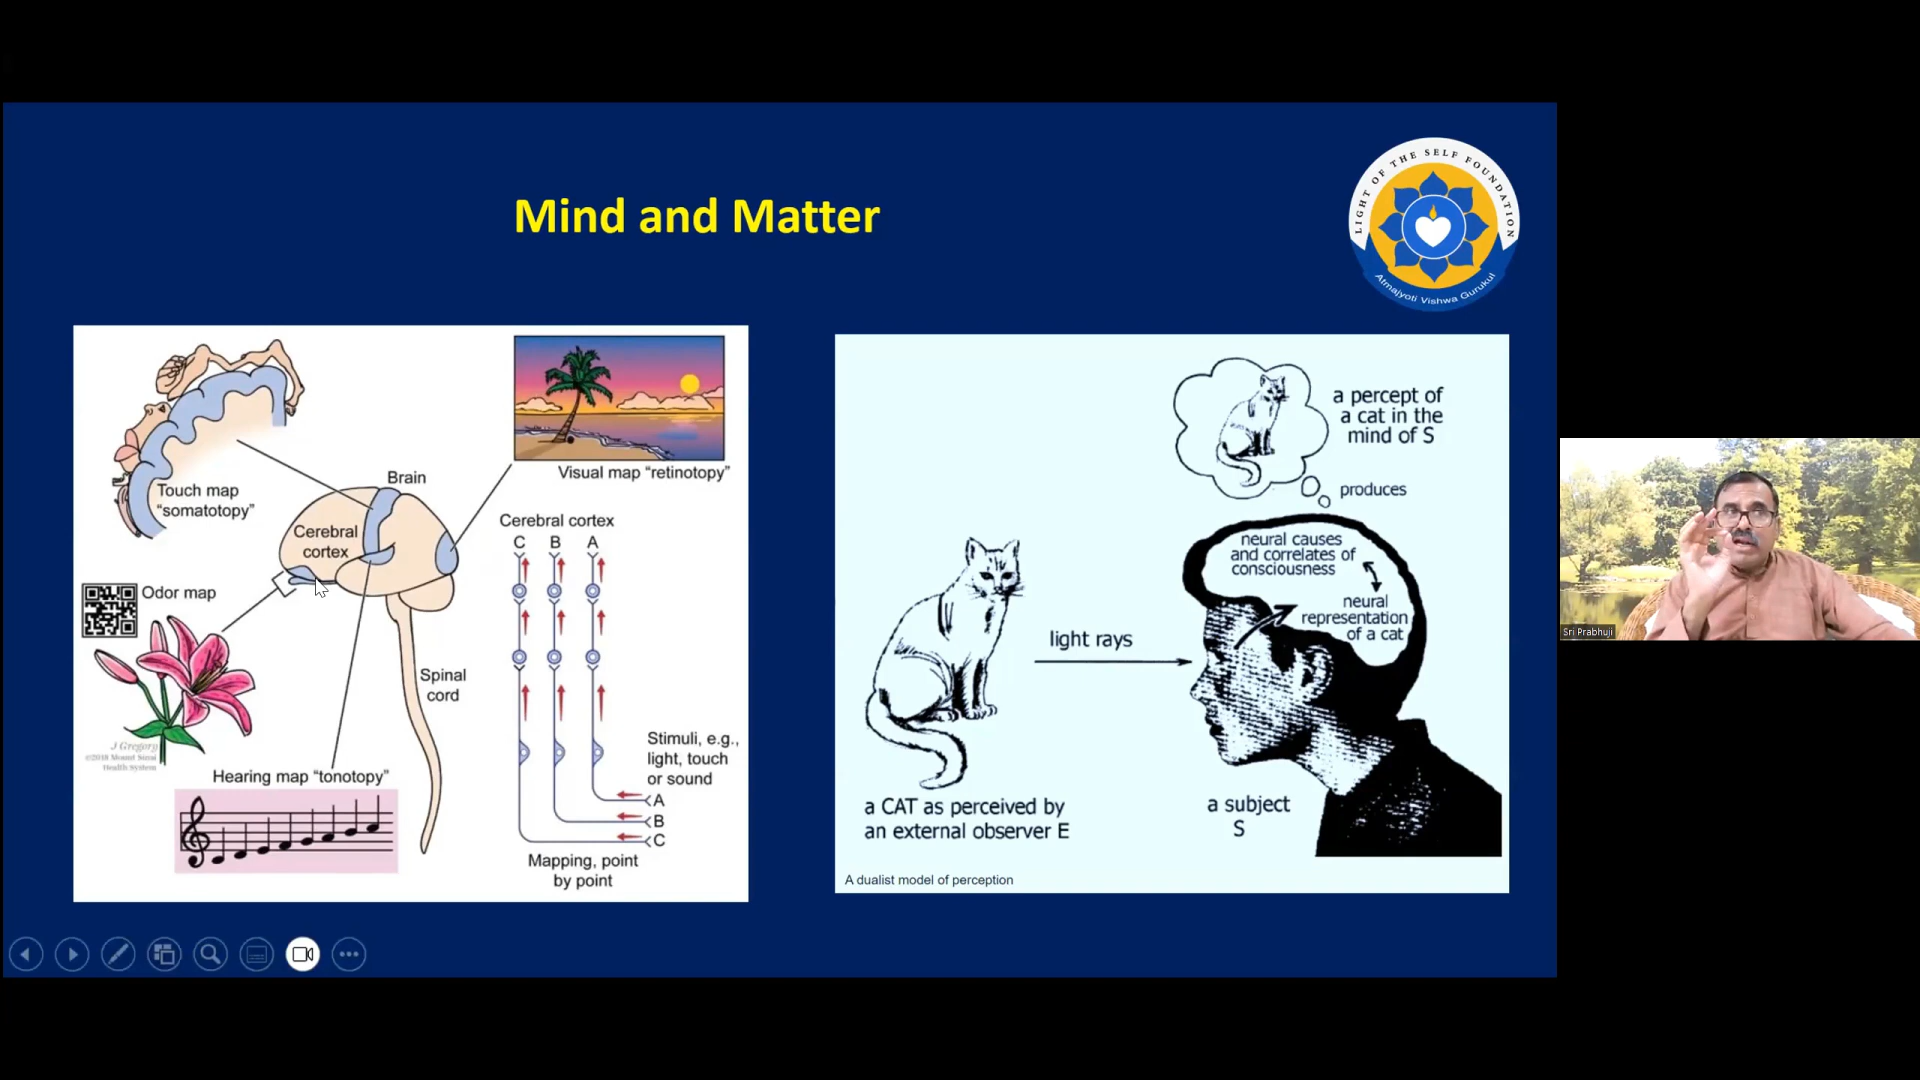 Mind and Matter
LIGHT OF THE SELF FOUNDATION
Atmajyoti Vishwa Gurukul
Touch map
“somatotopy”
Brain
Cerebral
cortex
Visual map “retinotopy”
Odor map
J Gregory
©2018 Mount Sinai
Health System
Spinal
cord
Hearing map “tonotopy”
Cerebral cortex
C B A
Stimuli, e.g.,
light, touch
or sound
A
B
C
Mapping, point
by point
a percept of
a cat in the
mind of S
produces
neural causes
and correlates of
consciousness
neural
representation
of a cat
light rays
a CAT as perceived by
an external observer E
a subject
S
A dualist model of perception
Sri Prabhuji